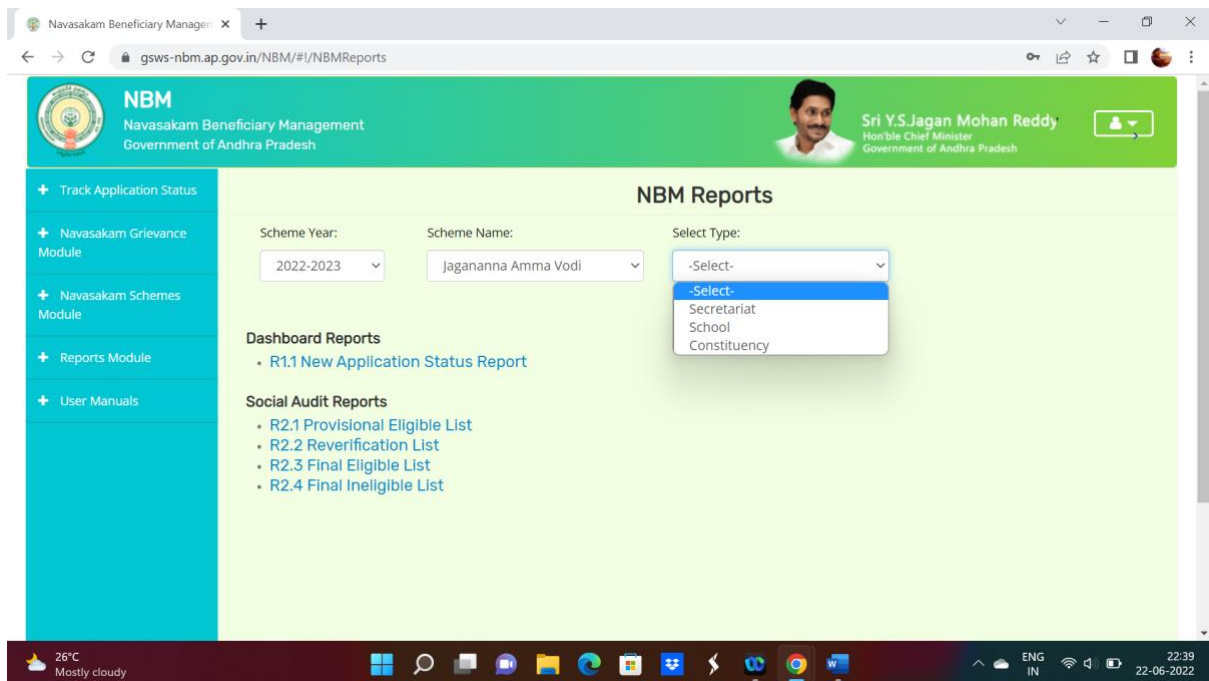 Navasakam Beneficiary Managem
gsws-nbm.ap.gov.in/NBM/#!/NBMReports
NBM
Navasakam Beneficiary Management
Government of Andhra Pradesh
Sri Y.S.Jagan Mohan Reddy
Hon'ble Chief Minister
Government of Andhra Pradesh
Track Application Status
Navasakam Grievance
Module
Navasakam Schemes
Module
Reports Module
User Manuals
NBM Reports
Scheme Year:
2022-2023
Scheme Name:
Jagananna Amma Vodi
Select Type:
-Select-
-Select-
Secretariat
School
Constituency
Dashboard Reports
R1.1 New Application Status Report
Social Audit Reports
R2.1 Provisional Eligible List
R2.2 Reverification List
R2.3 Final Eligible List
R2.4 Final Ineligible List
26°C
Mostly cloudy
ENG
IN
22:39
22-06-2022